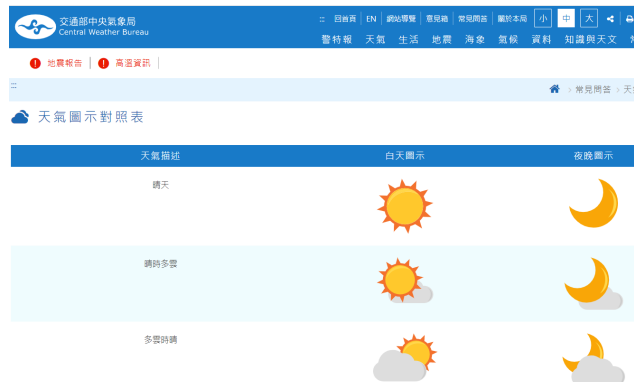 交通部中央氣象局
Central Weather Bureau
::: 回首頁 EN 網站導覽 意見箱 常見問答 關於本局 小 中 大
警特報 天氣 生活 地震 海象 氣候 資料 知識與天文
地震報告 高溫資訊
::: > 常見問答 > 天
天氣圖示對照表
天氣描述 白天圖示 夜晚圖示
晴天
晴時多雲
多雲時晴